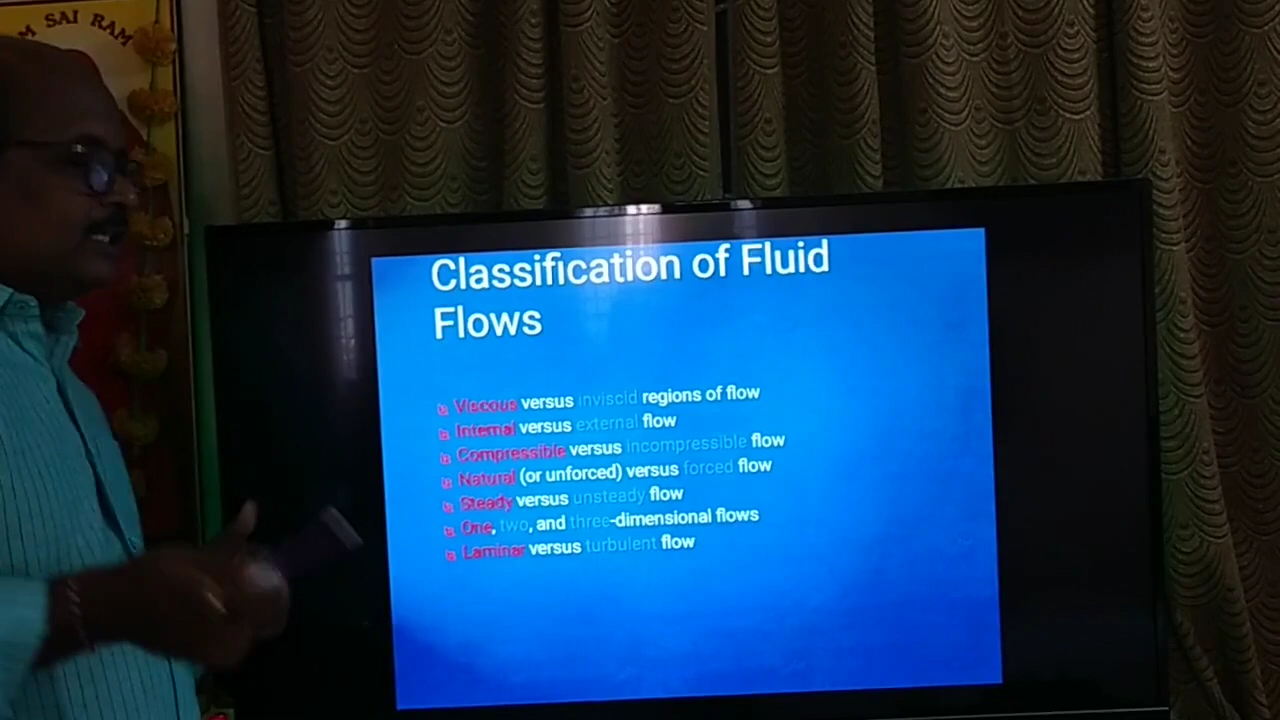 M SAI RAM
Classification of Fluid
Flows
Viscous versus inviscid regions of flow
Internal versus external flow
Compressible versus incompressible flow
Natural (or unforced) versus forced flow
Steady versus unsteady flow
One, two, and three-dimensional flows
Laminar versus turbulent flow